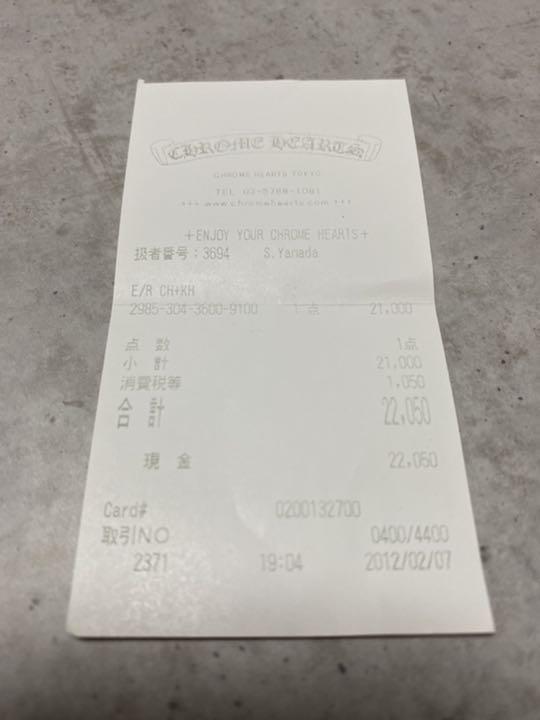 CHROME HEARTS
CHROME HEARTS TOKYO
TEL 03-5766-1081
+++ www.chromehearts.com +++
+ENJOY YOUR CHROME HEARTS+
扱者番号：3694 S.Yamada
E/R CH+KH
2985-304-3600-9100 1 点 21,000
点 数 1点
小 計 21,000
消費税等 1,050
合 計 22,050
現 金 22,050
Card# 0200132700
取引NO 0400/4400
2371 19:04 2012/02/07